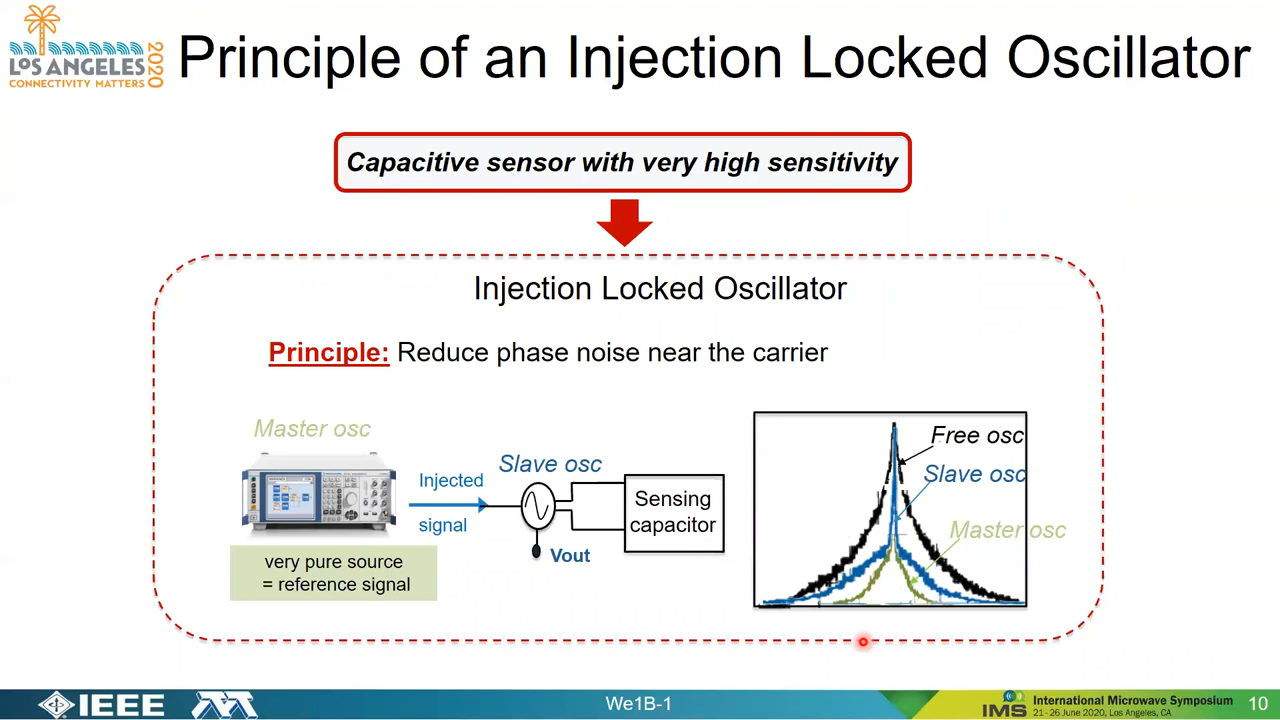 LOS ANGELES
2020
CONNECTIVITY MATTERS
Principle of an Injection Locked Oscillator
Capacitive sensor with very high sensitivity
Injection Locked Oscillator
Principle: Reduce phase noise near the carrier
Master osc
Injected
signal
Slave osc
Sensing
capacitor
Vout
very pure source
= reference signal
Free osc
Slave osc
Master osc
IEEE
MTT
We1B-1
IMS
International Microwave Symposium
21-26 June 2020, Los Angeles, CA
10